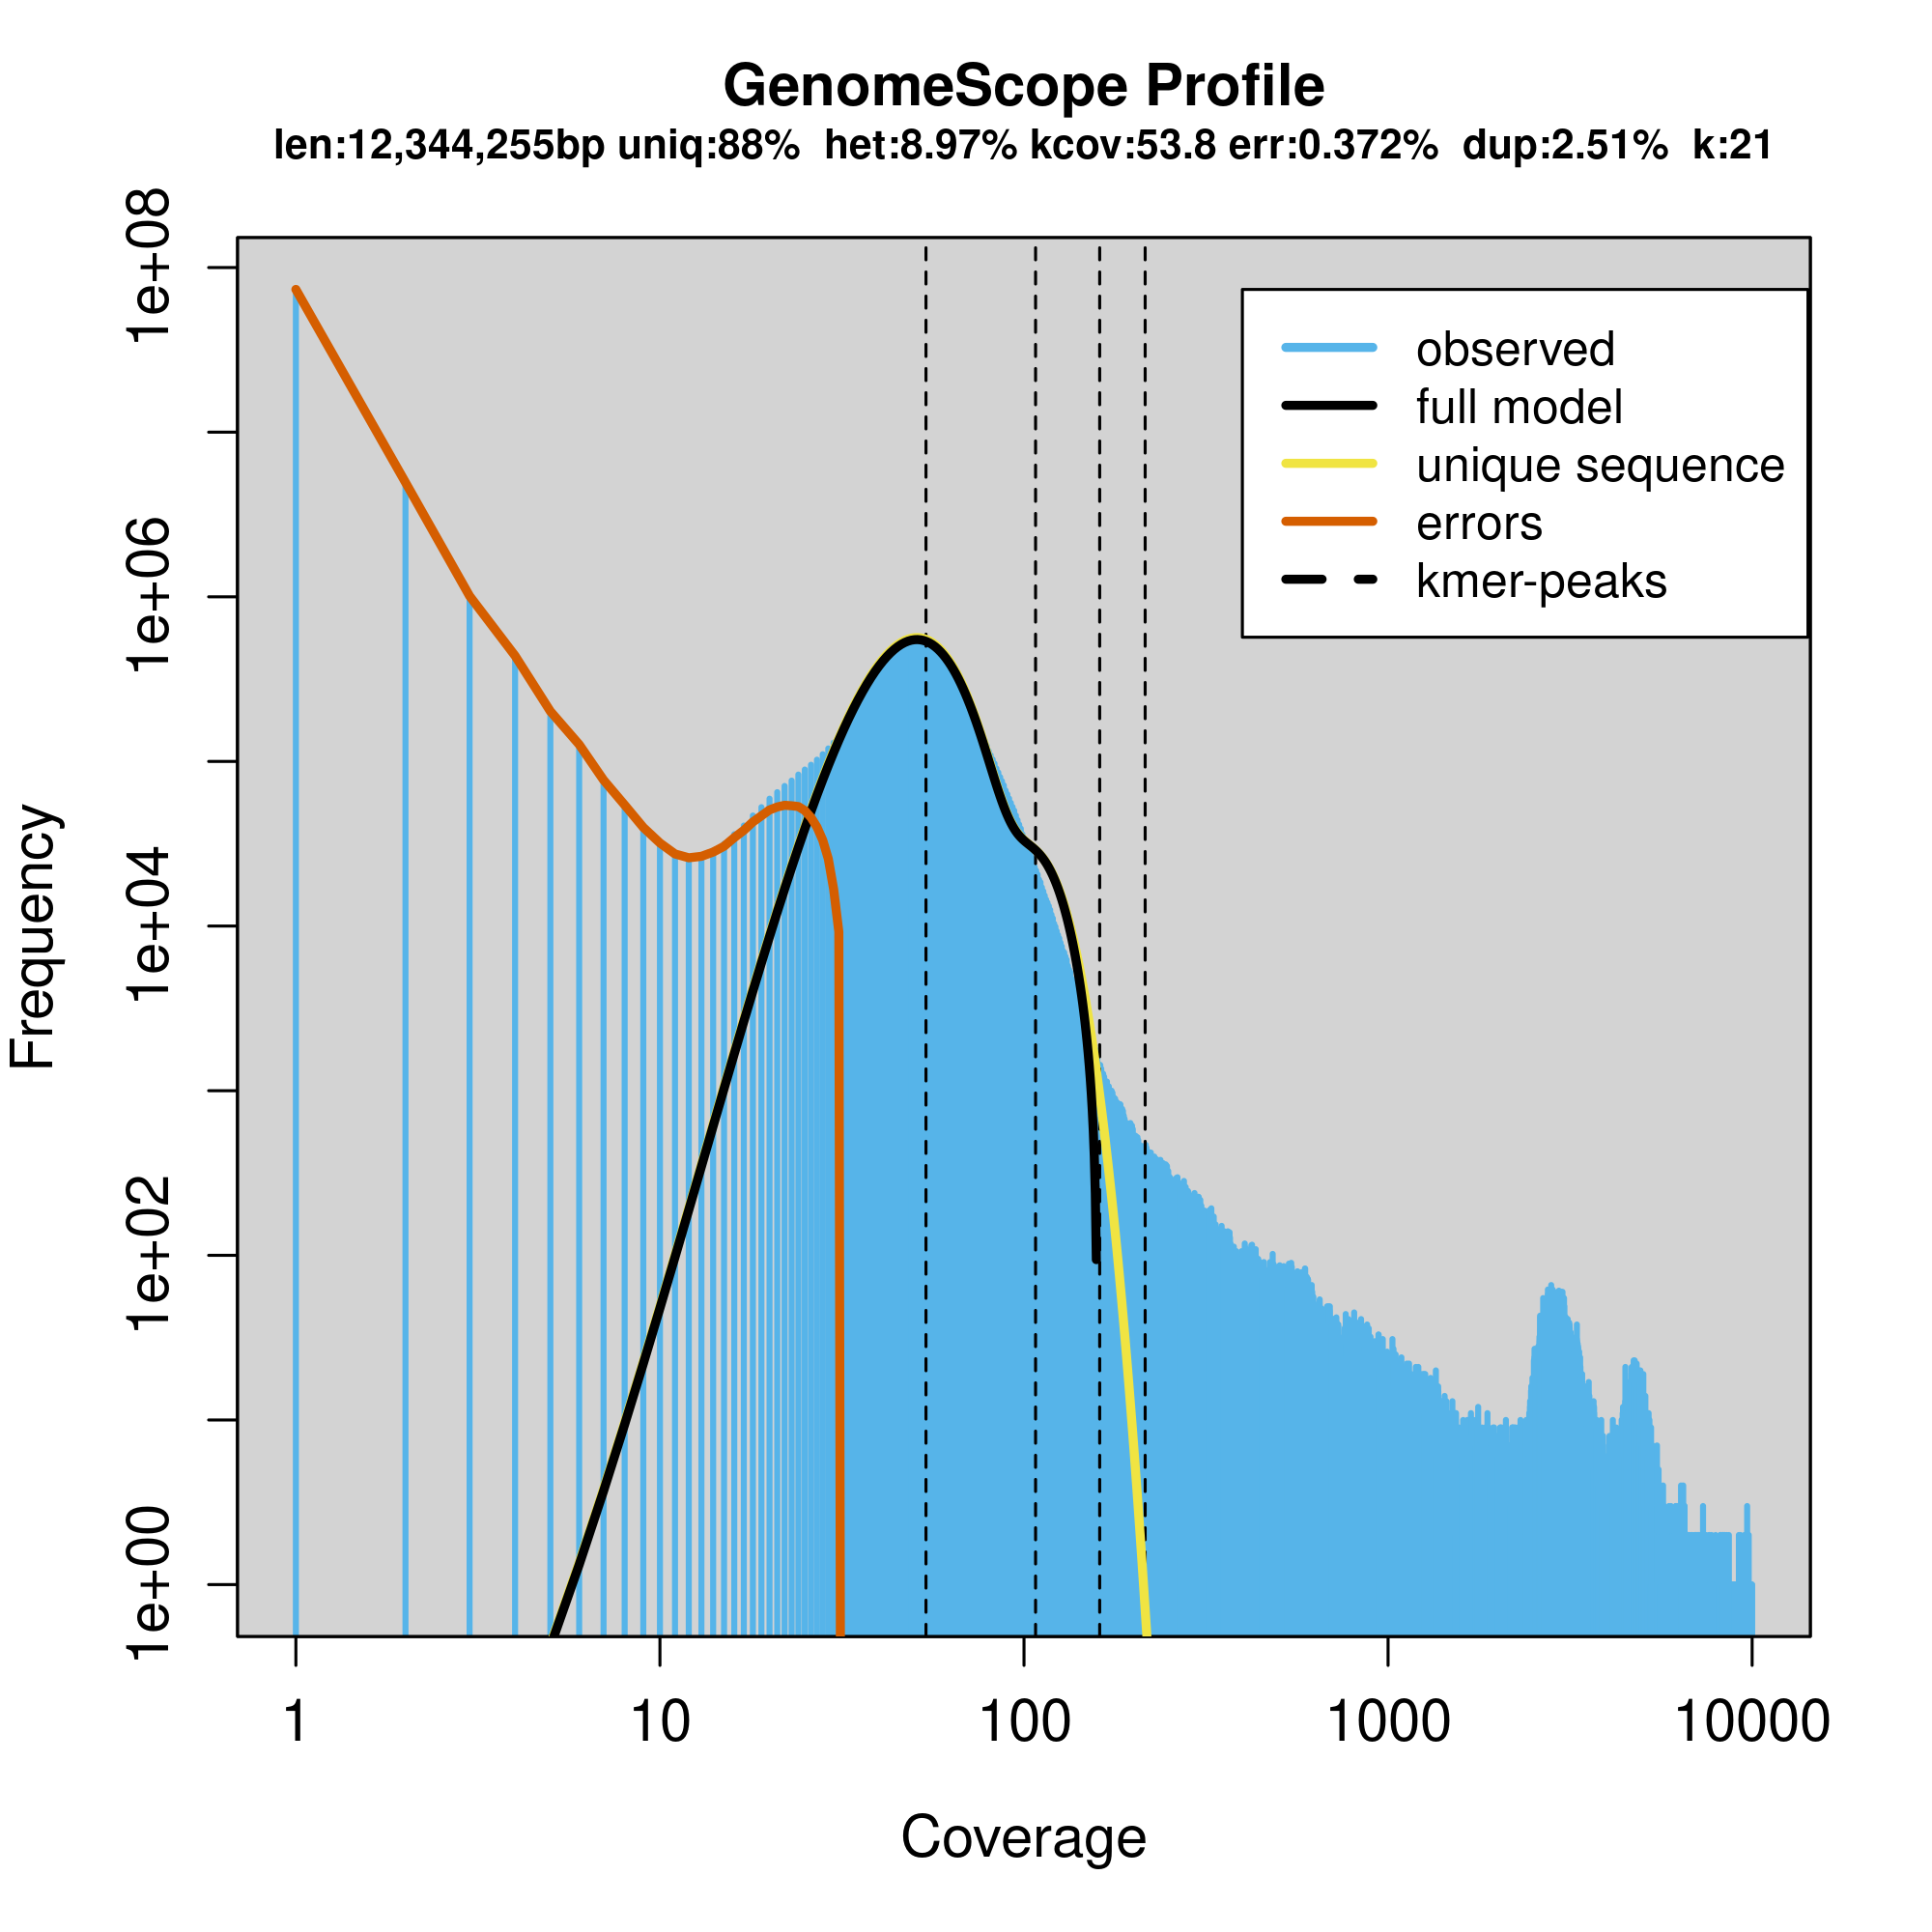 GenomeScope Profile
len:12,344,255bp uniq:88% het:8.97% kcov:53.8 err:0.372% dup:2.51% k:21
observed
full model
unique sequence
errors
kmer-peaks
Frequency
1e+08
1e+06
1e+04
1e+02
1e+00
1 10 100 1000 10000
Coverage